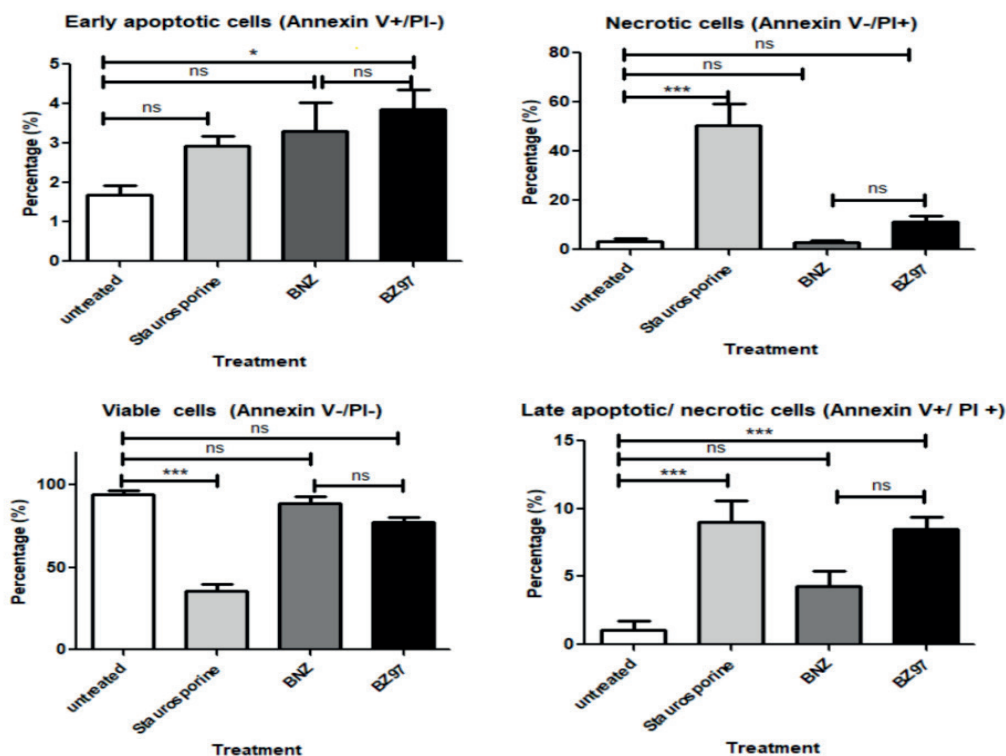 Early apoptotic cells (Annexin V+/PI-)
*
ns
ns
ns
5
4
3
2
1
0
Percentage (%)
untreated
Staurosporine
BNZ
BZ97
Treatment
Necrotic cells (Annexin V-/PI+)
ns
ns
***
ns
80
60
40
20
0
Percentage (%)
untreated
Staurosporine
BNZ
BZ97
Treatment
Viable cells (Annexin V-/PI-)
ns
ns
***
ns
100
50
0
Percentage (%)
untreated
Staurosporine
BNZ
BZ97
Treatment
Late apoptotic/ necrotic cells (Annexin V+/ PI +)
***
ns
***
ns
15
10
5
0
Percentage (%)
untreated
Staurosporine
BNZ
BZ97
Treatment